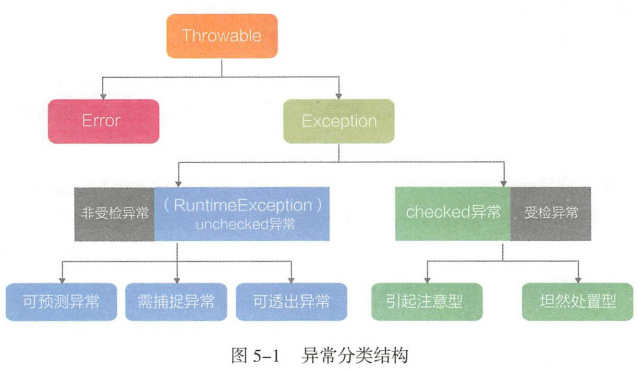 Throwable
Error
Exception
非受检异常
（RuntimeException）
unchecked异常
checked异常
受检异常
可预测异常
需捕捉异常
可透出异常
引起注意型
坦然处置型
图 5-1 异常分类结构